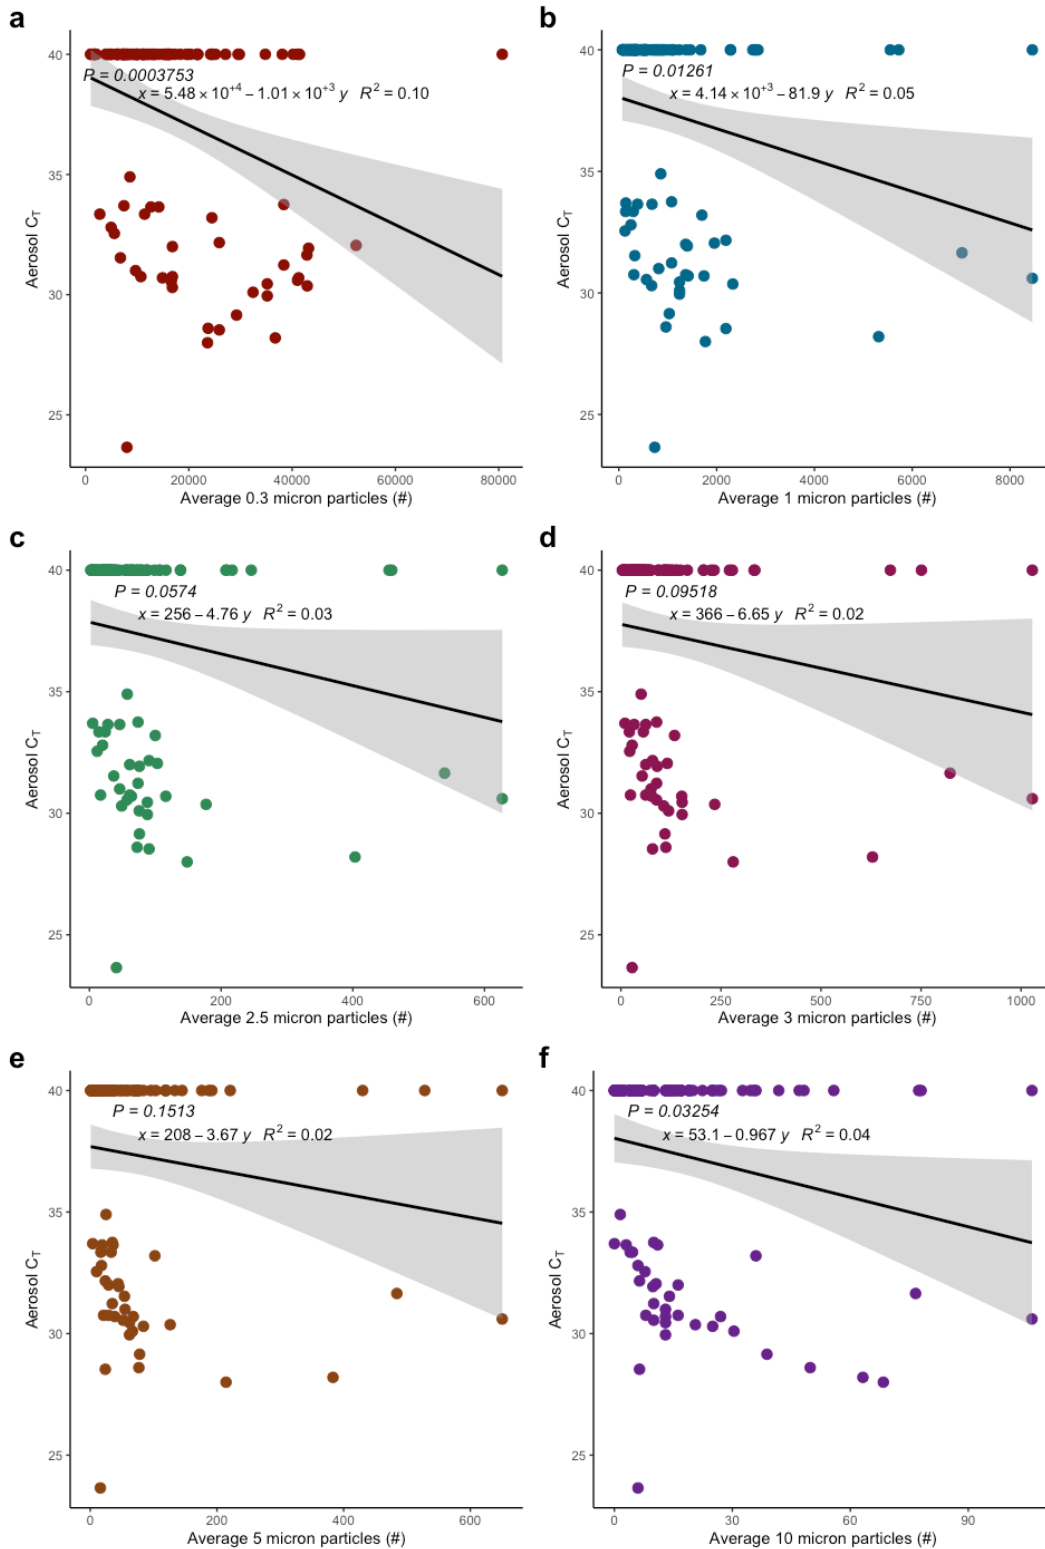 a
40
35
30
25
Aerosol C_T
P = 0.0003753
x = 5.48 × 10⁺⁴ – 1.01 × 10⁺³ y R² = 0.10
0 20000 40000 60000 80000
Average 0.3 micron particles (#)
b
40
35
30
25
Aerosol C_T
P = 0.01261
x = 4.14 × 10⁺³ – 81.9 y R² = 0.05
0 2000 4000 6000 8000
Average 1 micron particles (#)
c
40
35
30
25
Aerosol C_T
P = 0.0574
x = 256 – 4.76 y R² = 0.03
0 200 400 600
Average 2.5 micron particles (#)
d
40
35
30
25
Aerosol C_T
P = 0.09518
x = 366 – 6.65 y R² = 0.02
0 250 500 750 1000
Average 3 micron particles (#)
e
40
35
30
25
Aerosol C_T
P = 0.1513
x = 208 – 3.67 y R² = 0.02
0 200 400 600
Average 5 micron particles (#)
f
40
35
30
25
Aerosol C_T
P = 0.03254
x = 53.1 – 0.967 y R² = 0.04
0 30 60 90
Average 10 micron particles (#)